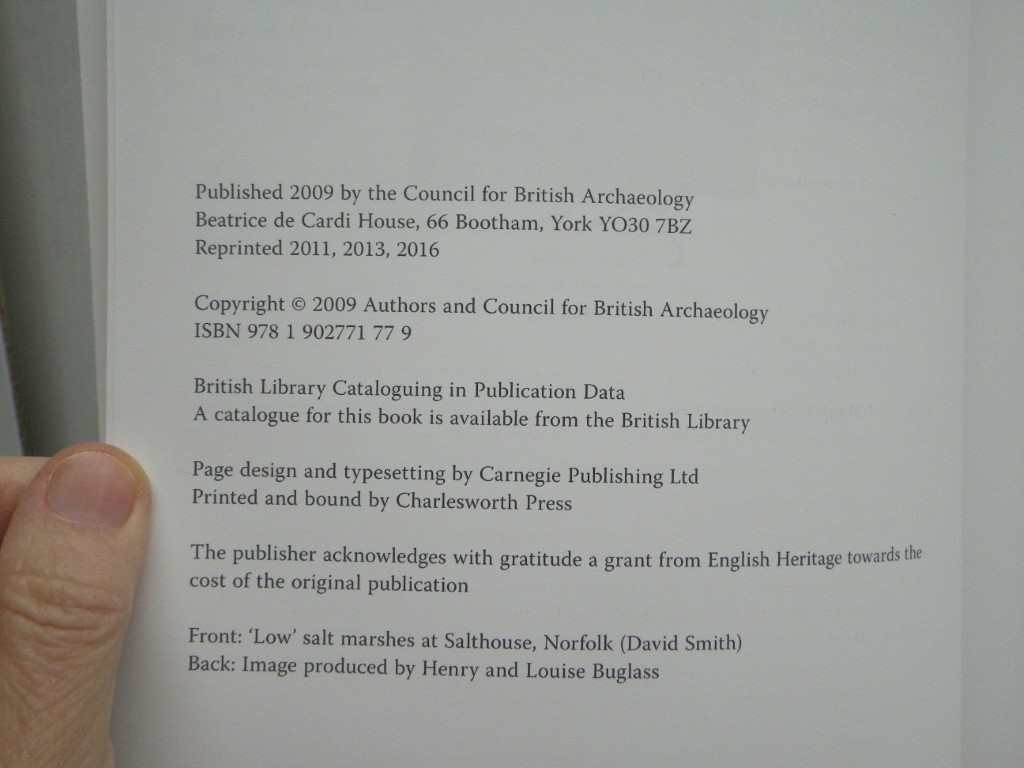 Published 2009 by the Council for British Archaeology
Beatrice de Cardi House, 66 Bootham, York YO30 7BZ
Reprinted 2011, 2013, 2016
Copyright © 2009 Authors and Council for British Archaeology
ISBN 978 1 902771 77 9
British Library Cataloguing in Publication Data
A catalogue for this book is available from the British Library
Page design and typesetting by Carnegie Publishing Ltd
Printed and bound by Charlesworth Press
The publisher acknowledges with gratitude a grant from English Heritage towards the
cost of the original publication
Front: ‘Low’ salt marshes at Salthouse, Norfolk (David Smith)
Back: Image produced by Henry and Louise Buglass